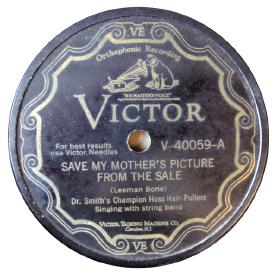 VE
Orthophonic Recording
"HIS MASTER'S VOICE"
VICTOR
For best results
use Victor Needles
V-40059-A
SAVE MY MOTHER'S PICTURE
FROM THE SALE
(Leeman Bone)
Dr. Smith's Champion Hoss Hair Pullers
Singing with string band
VICTOR TALKING MACHINE CO.
Camden, N.J.
VE